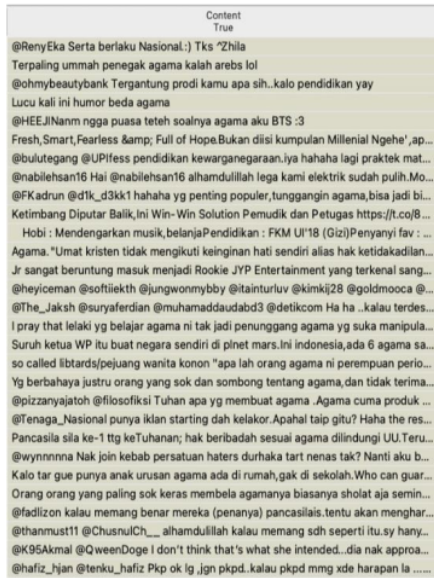 Content
True
@RenyEka Serta berlaku Nasional.:) Tks ^Zhila
Terpaling ummah penegak agama kalah arebs lol
@ohmybeautybank Tergantung prodi kamu apa sih..kalo pendidikan yay
Lucu kali ini humor beda agama
@HEEJINanm ngga puasa teteh soalnya agama aku BTS :3
Fresh,Smart,Fearless &amp; Full of Hope.Bukan diisi kumpulan Millenial Ngehe',ap...
@bulutegang @UPIfess pendidikan kewarganegaraan.iya hahaha lagi praktek mat...
@nabilehsan16 Hai @nabilehsan16 alhamdulillah lega kami elektrik sudah pulih.Mo...
@FKadrun @d1k_d3kk1 hahaha yg penting populer,tunggangin agama,bisa jadi bi...
Ketimbang Diputar Balik,Ini Win-Win Solution Pemudik dan Petugas https://t.co/8...
Hobi : Mendengarkan musik,belanjaPendidikan : FKM UI'18 (Gizi)Penyanyi fav : ...
Agama."Umat kristen tidak mengikuti keinginan hati sendiri alias hak ketidakadilan...
Jr sangat beruntung masuk menjadi Rookie JYP Entertainment yang terkenal sang...
@heyiceman @softiiekth @jungwonmybby @itainturluv @kimkij28 @goldmooca @...
@The_Jaksh @suryaferdian @muhamaddaudabd3 @detikcom Ha ha ..kalau terdes...
I pray that lelaki yg belajar agama ni tak jadi penunggang agama yg suka manipula...
Suruh ketua WP itu buat negara sendiri di plnet mars.Ini indonesia,ada 6 agama sa...
so called libtards/pejuang wanita konon "apa lah orang agama ni perempuan perio...
Yg berbahaya justru orang yang sok dan sombong tentang agama,dan tidak terima...
@pizzanyajatoh @filosofiksi Tuhan apa yg membuat agama .Agama cuma produk ...
@Tenaga_Nasional punya iklan starting dah kelakor.Apahal taip gitu? Haha the res...
Pancasila sila ke-1 ttg keTuhanan; hak beribadah sesuai agama dilindungi UU.Teru...
@wynnnnna Nak join kebab persatuan haters durhaka tart nenas tak? Nanti aku b...
Kalo tar gue punya anak urusan agama ada di rumah,gak di sekolah.Who can guar...
Orang orang yang paling sok keras membela agamanya biasanya sholat aja semin...
@fadlizon kalau memang benar mereka (penanya) pancasilais.tentu akan menghar...
@thanmust11 @ChusnulCh__ alhamdulillah kalau memang sdh seperti itu.sy hany...
@K95Akmal @QweenDoge I don't think that's what she intended...dia nak approa...
@hafiz_hjan @tenku_hafiz Pkp ok lg ,jgn pkpd..kalau pkpd mmg xde harapan la ......